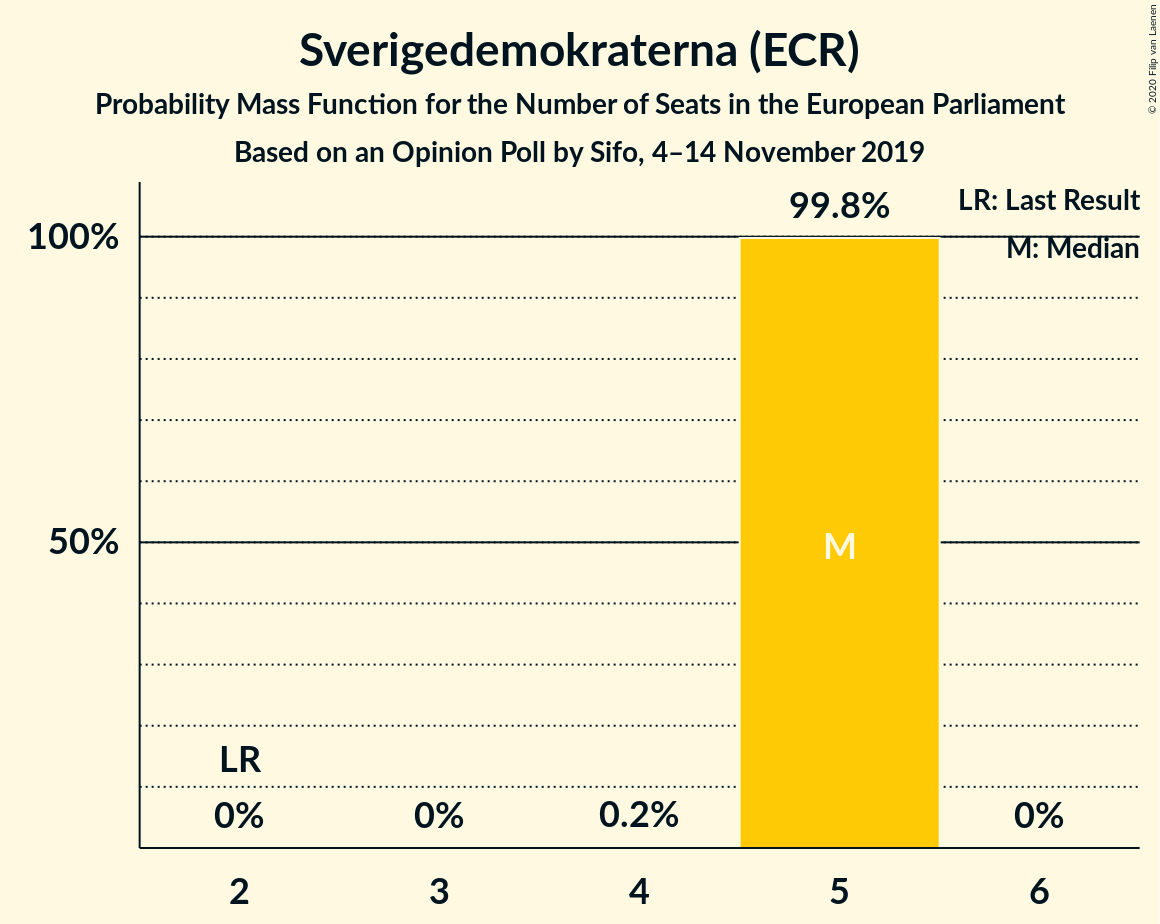 Sverigedemokraterna (ECR)
Probability Mass Function for the Number of Seats in the European Parliament
Based on an Opinion Poll by Sifo, 4–14 November 2019
© 2020 Filip van Laenen
99.8%
LR: Last Result
100%
M: Median
50%
M
LR
0%
0%
0.2%
0%
2
3
4
5
6